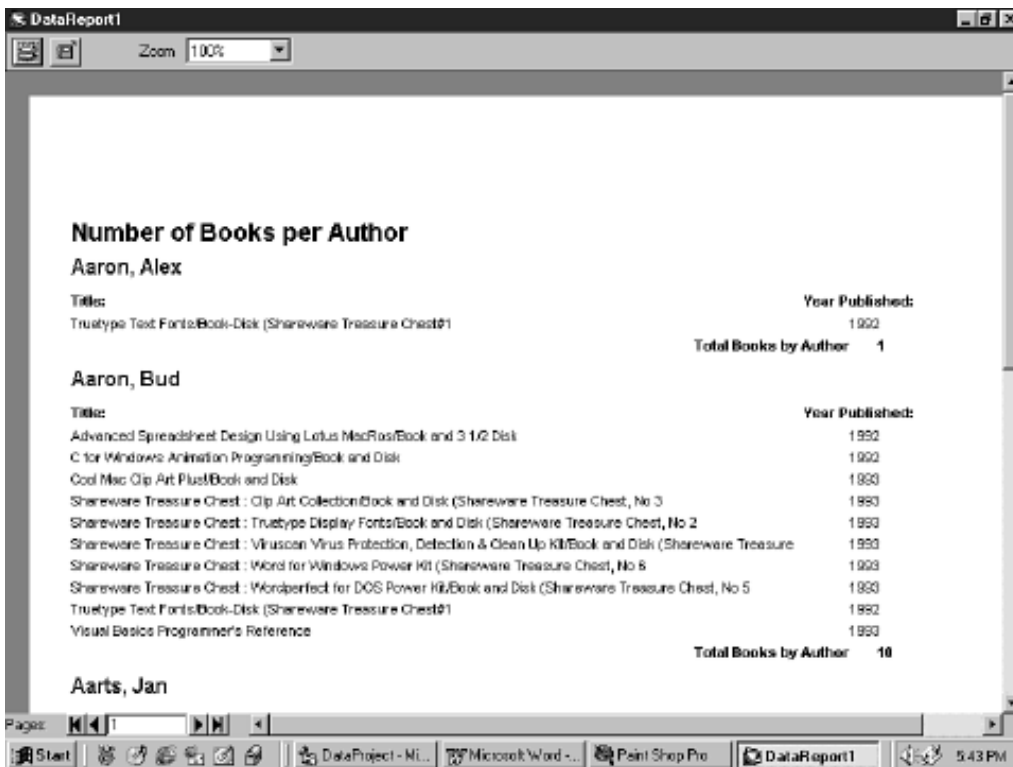 DataReport1
Zoom 100%
Number of Books per Author
Aaron, Alex
Title: Year Published:
Truetype Text Fonts/Book-Disk (Shareware Treasure Chest#1 1992
Total Books by Author 1
Aaron, Bud
Title: Year Published:
Advanced Spreadsheet Design Using Lotus MacRos/Book and 3 1/2 Disk 1992
C for Windows Animation Programming/Book and Disk 1992
Cool Mac Clip Art Plus!/Book and Disk 1993
Shareware Treasure Chest : Clip Art Collection/Book and Disk (Shareware Treasure Chest, No 3 1993
Shareware Treasure Chest : Truetype Display Fonts/Book and Disk (Shareware Treasure Chest, No 2 1993
Shareware Treasure Chest : Viruscan Virus Protection, Detection & Clean Up Kit/Book and Disk (Shareware Treasure 1993
Shareware Treasure Chest : Word for Windows Power Kit (Shareware Treasure Chest, No 6 1993
Shareware Treasure Chest : Wordperfect for DOS Power Kit/Book and Disk (Shareware Treasure Chest, No 5 1993
Truetype Text Fonts/Book-Disk (Shareware Treasure Chest#1 1992
Visual Basics Programmer's Reference 1993
Total Books by Author 10
Aarts, Jan
Pages: 1
Start DataProject - Mi... Microsoft Word -... Paint Shop Pro DataReport1 5:43 PM